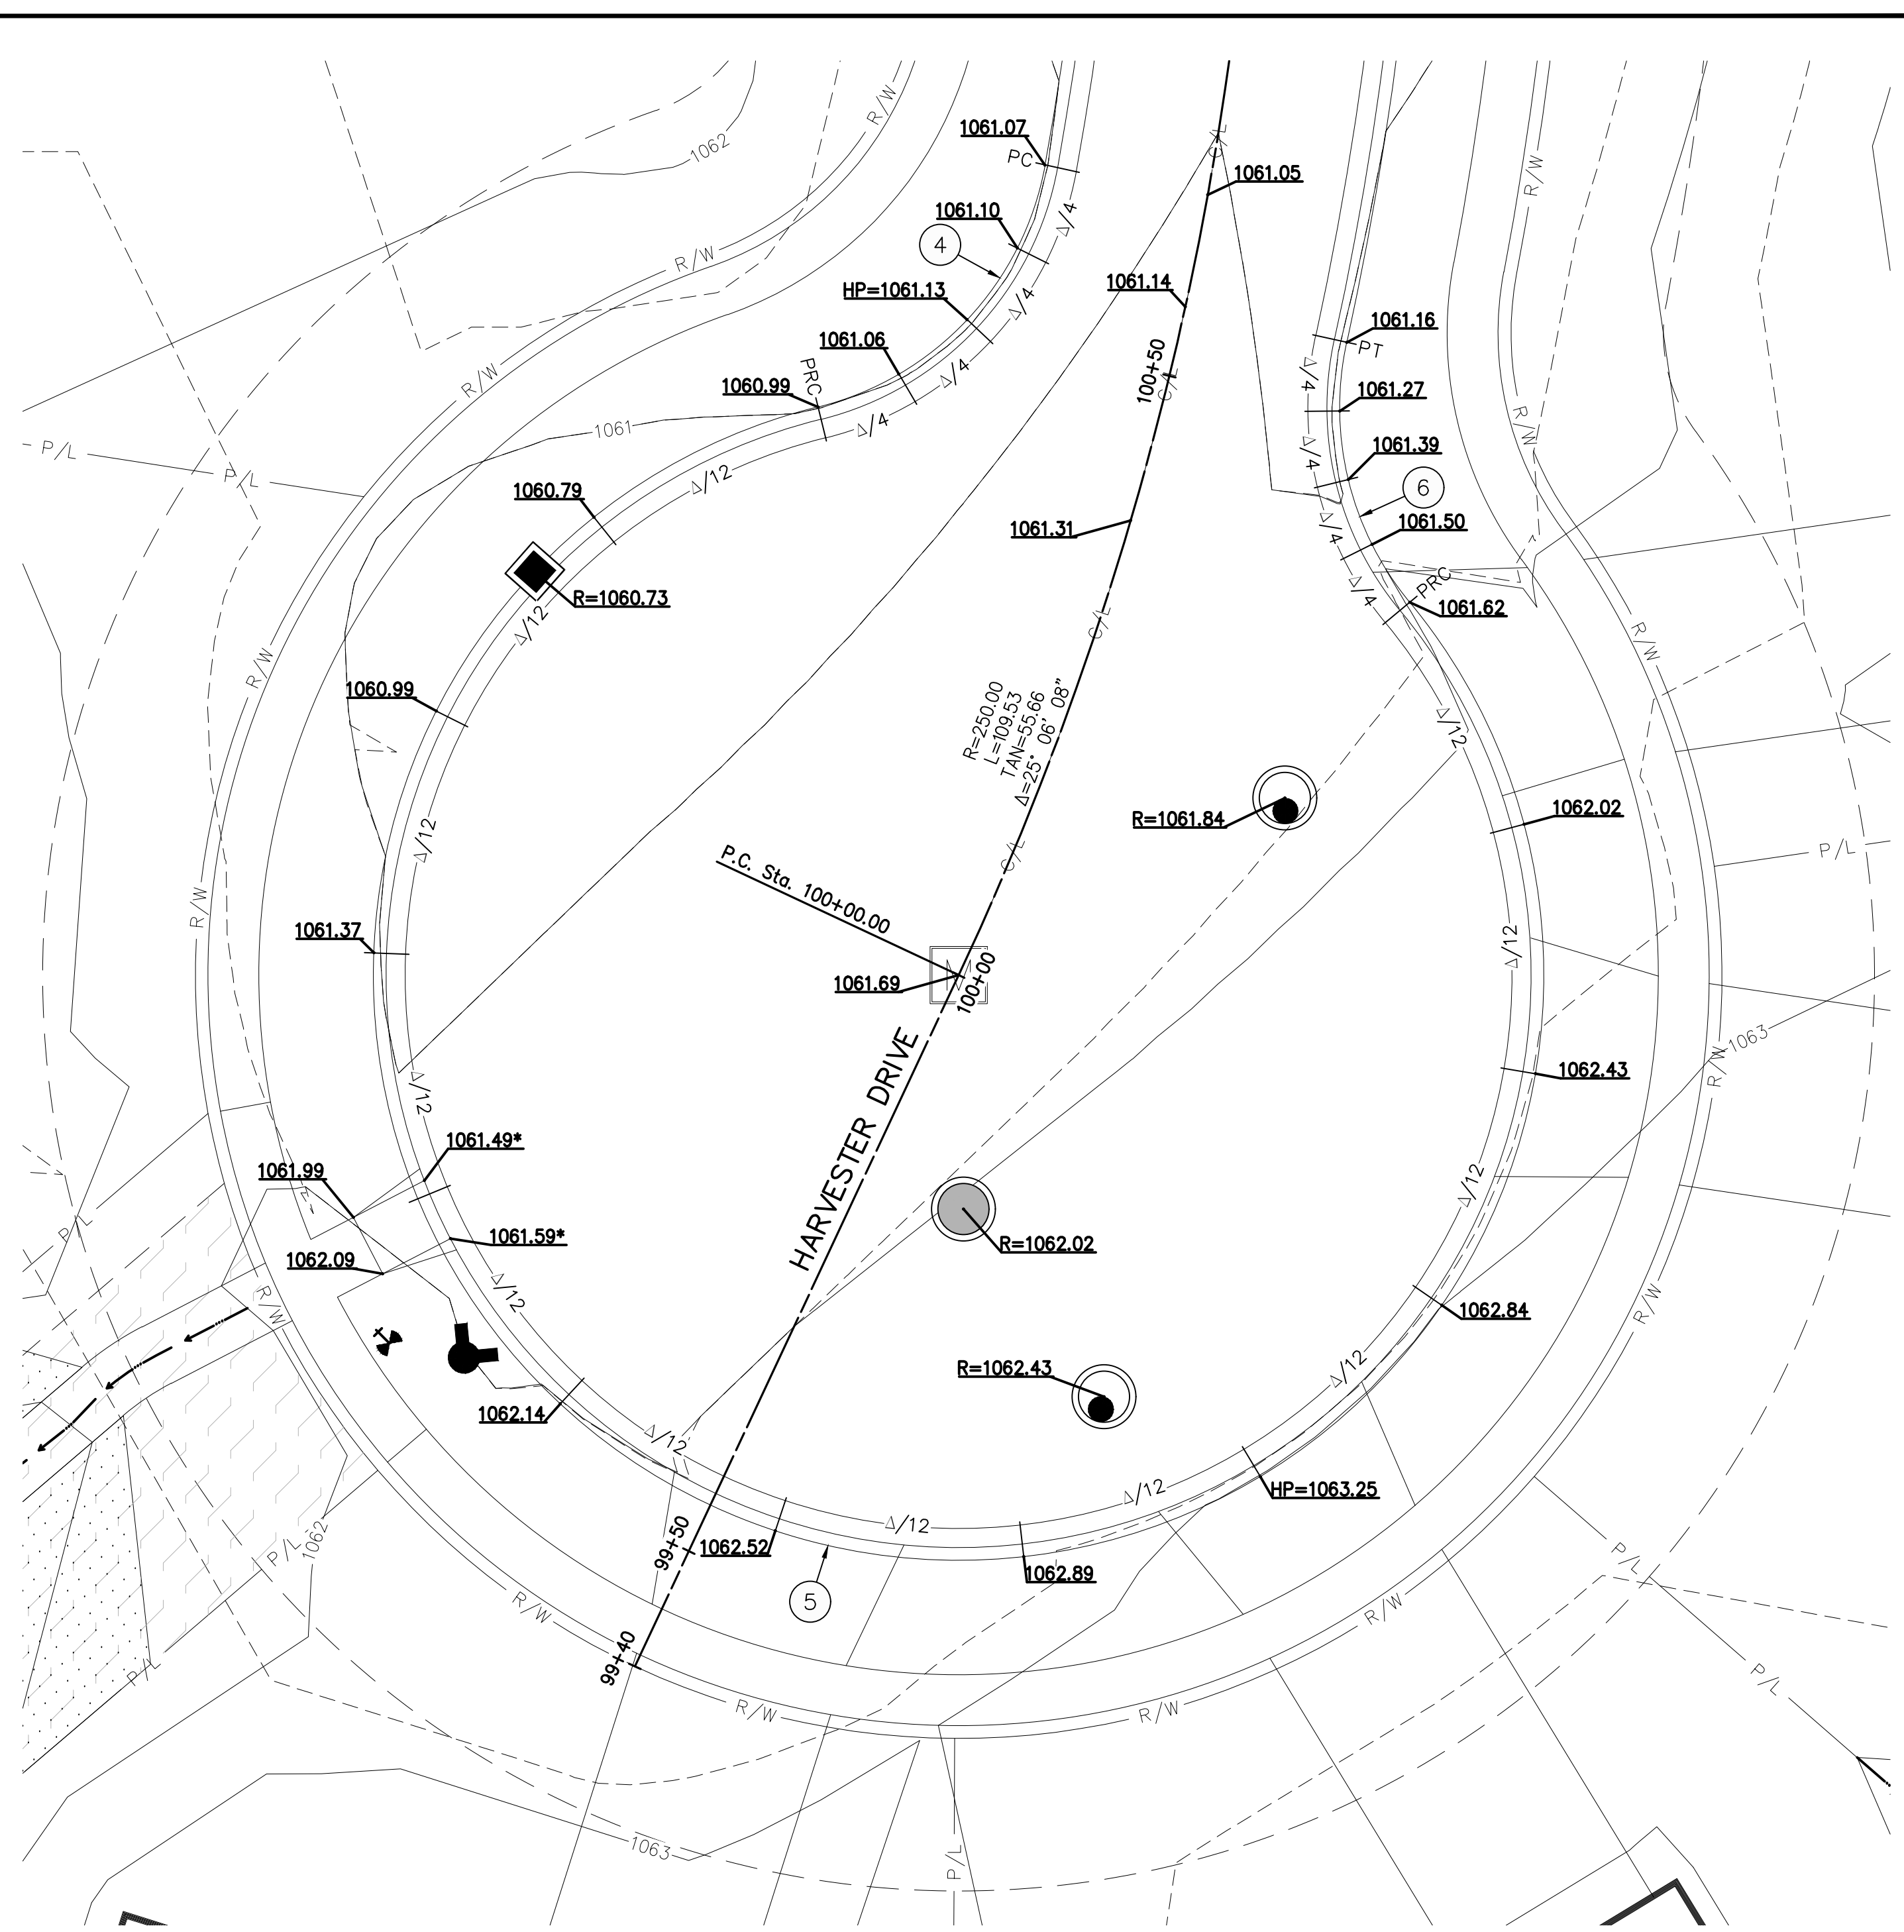 1062
R/W
1061.07
PC
C/L
1061.05
R/W
1061.10
Δ/4
4
R/W
1061.14
HP=1061.13
Δ/4
1061.16
PT
1061.06
100+50
C/L
PRC
1060.99
Δ/4
Δ/4
R/W
1061.27
1061
Δ/4
R/W
P/L
P/L
Δ/12
Δ/4
1061.39
6
1060.79
1061.31
Δ/4
1061.50
R=1060.73
Δ/4
PRC
1061.62
Δ/12
C/L
R/W
R/W
1060.99
R=250.00
L=109.53
TAN=55.66
Δ=25° 06' 08"
Δ/12
R=1061.84
1062.02
Δ/12
C/L
P/L
P.C. Sta. 100+00.00
R/W
1061.37
Δ/12
1061.69
M
100+00
1063
HARVESTER DRIVE
R/W
1062.43
Δ/12
1061.49*
1061.99
Δ/12
P/L
1061.59*
R=1062.02
1062.09
R/W
Δ/12
R/W
1062.84
R=1062.43
Δ/12
1062.14
Δ/12
HP=1063.25
Δ/12
Δ/12
99+50
1062.52
1062
P/L
P/L
1062.89
5
R/W
R/W
99+40
P/L
P/L
R/W
R/W
1063
P/L